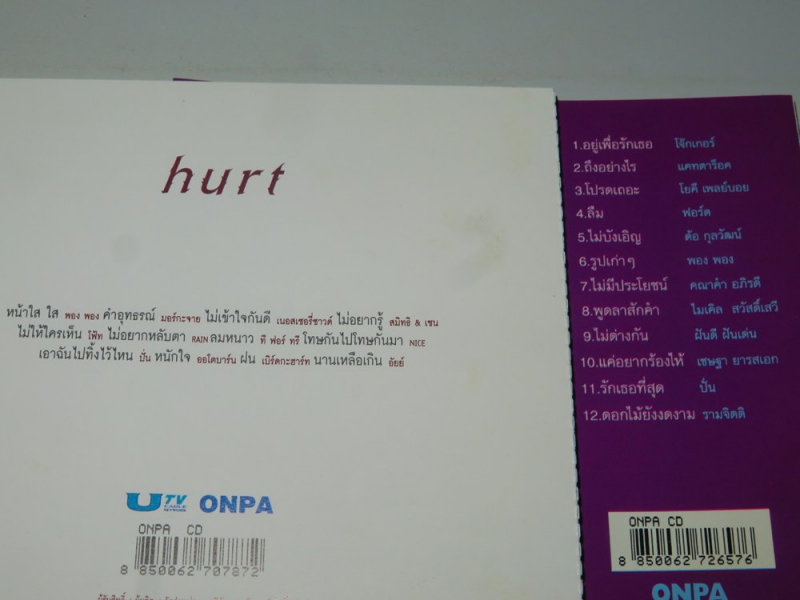 hurt
หน้าใส ใส พอง พอง คำอุทธรณ์ มอร์กะจาย ไม่เข้าใจกันดี เนอสเซอรี่ซาวด์ ไม่อยากรู้ สมิทธิ & เชน
ไม่ให้ใครเห็น โฟ้ท ไม่อยากหลับตา RAIN ลมหนาว ที ฟอร์ ทรี โทษกันไปโทษกันมา NICE
เอาฉันไปทิ้งไว้ไหน ปั่น หนักใจ ออโตบาร์น ฝน เบิร์ดกะฮาร์ท นานเหลือเกิน อัยย์
UTV ONPA
ONPA CD
8 850062 707872
1.อยู่เพื่อรักเธอ โจ๊กเกอร์
2.ถึงอย่างไร แคทตาร็อค
3.โปรดเถอะ โยคี เพลย์บอย
4.ลืม ฟอร์ด
5.ไม่บังเอิญ ต้อ กุลวัฒน์
6.รูปเก่าๆ พอง พอง
7.ไม่มีประโยชน์ คณาคำ อภิรดี
8.พูดลาสักคำ ไมเคิล สวัสดิ์เสวี
9.ไม่ต่างกัน ฝันดี ฝันเด่น
10.แค่อยากร้องไห้ เชษฐา ยารสเอก
11.รักเธอที่สุด ปั่น
12.ดอกไม้ยังงดงาม รามจิตติ
ONPA CD
8 850062 726576
ONPA